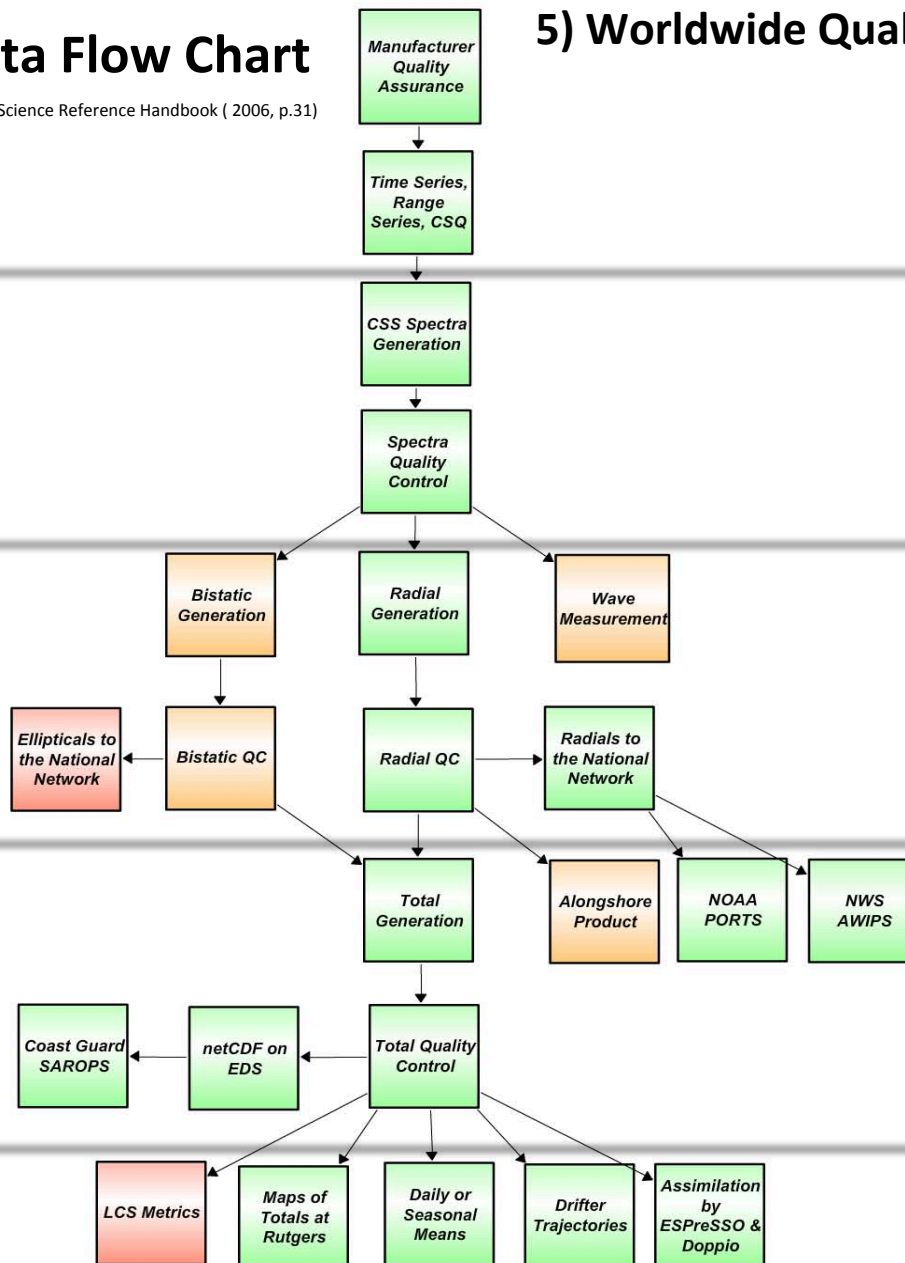 ta Flow Chart
Science Reference Handbook ( 2006, p.31)
5) Worldwide Qual
Manufacturer
Quality
Assurance
Time Series,
Range
Series, CSQ
CSS Spectra
Generation
Spectra
Quality
Control
Bistatic
Generation
Radial
Generation
Wave
Measurement
Ellipticals to
the National
Network
Bistatic QC
Radial QC
Radials to
the National
Network
Total
Generation
Alongshore
Product
NOAA
PORTS
NWS
AWIPS
Coast Guard
SAROPS
netCDF on
EDS
Total Quality
Control
LCS Metrics
Maps of
Totals at
Rutgers
Daily or
Seasonal
Means
Drifter
Trajectories
Assimilation
by
ESPreSSO &
Doppio